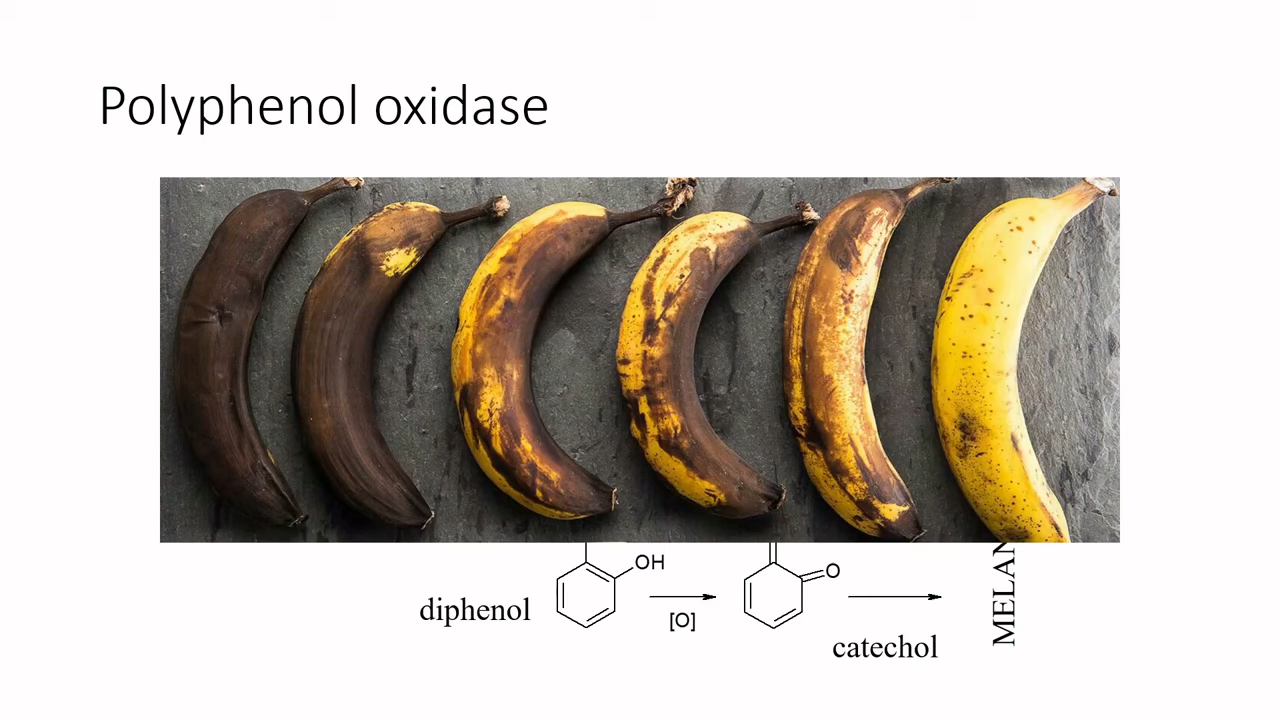 Polyphenol oxidase
OH
O
diphenol
[O]
catechol
MELAN